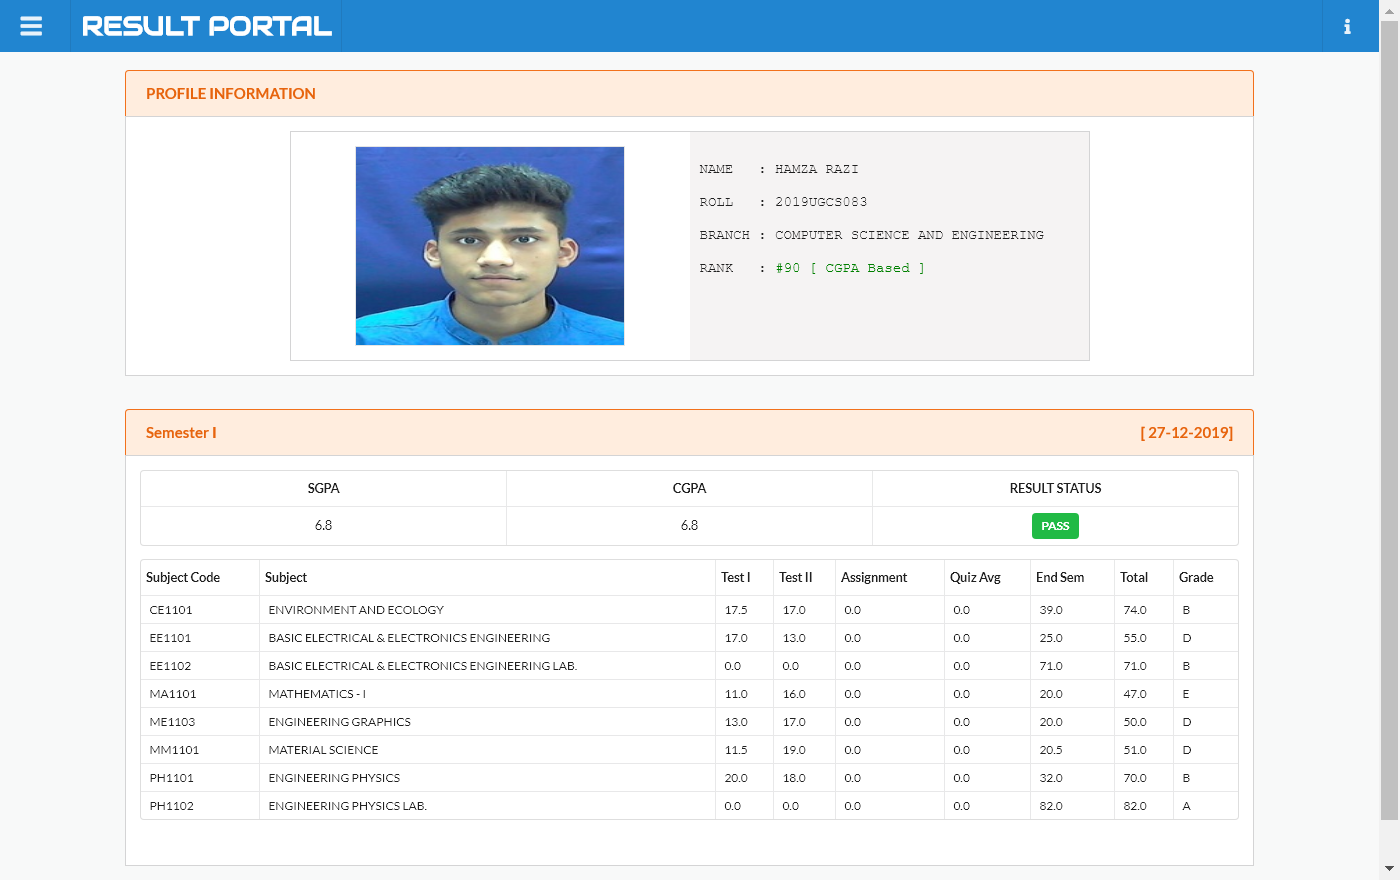 RESULT PORTAL
PROFILE INFORMATION
NAME : HAMZA RAZI
ROLL : 2019UGCS083
BRANCH : COMPUTER SCIENCE AND ENGINEERING
RANK : #90 [ CGPA Based ]
Semester I [ 27-12-2019]
SGPA CGPA RESULT STATUS
6.8 6.8 PASS
Subject Code Subject Test I Test II Assignment Quiz Avg End Sem Total Grade
CE1101 ENVIRONMENT AND ECOLOGY 17.5 17.0 0.0 0.0 39.0 74.0 B
EE1101 BASIC ELECTRICAL & ELECTRONICS ENGINEERING 17.0 13.0 0.0 0.0 25.0 55.0 D
EE1102 BASIC ELECTRICAL & ELECTRONICS ENGINEERING LAB. 0.0 0.0 0.0 0.0 71.0 71.0 B
MA1101 MATHEMATICS - I 11.0 16.0 0.0 0.0 20.0 47.0 E
ME1103 ENGINEERING GRAPHICS 13.0 17.0 0.0 0.0 20.0 50.0 D
MM1101 MATERIAL SCIENCE 11.5 19.0 0.0 0.0 20.5 51.0 D
PH1101 ENGINEERING PHYSICS 20.0 18.0 0.0 0.0 32.0 70.0 B
PH1102 ENGINEERING PHYSICS LAB. 0.0 0.0 0.0 0.0 82.0 82.0 A